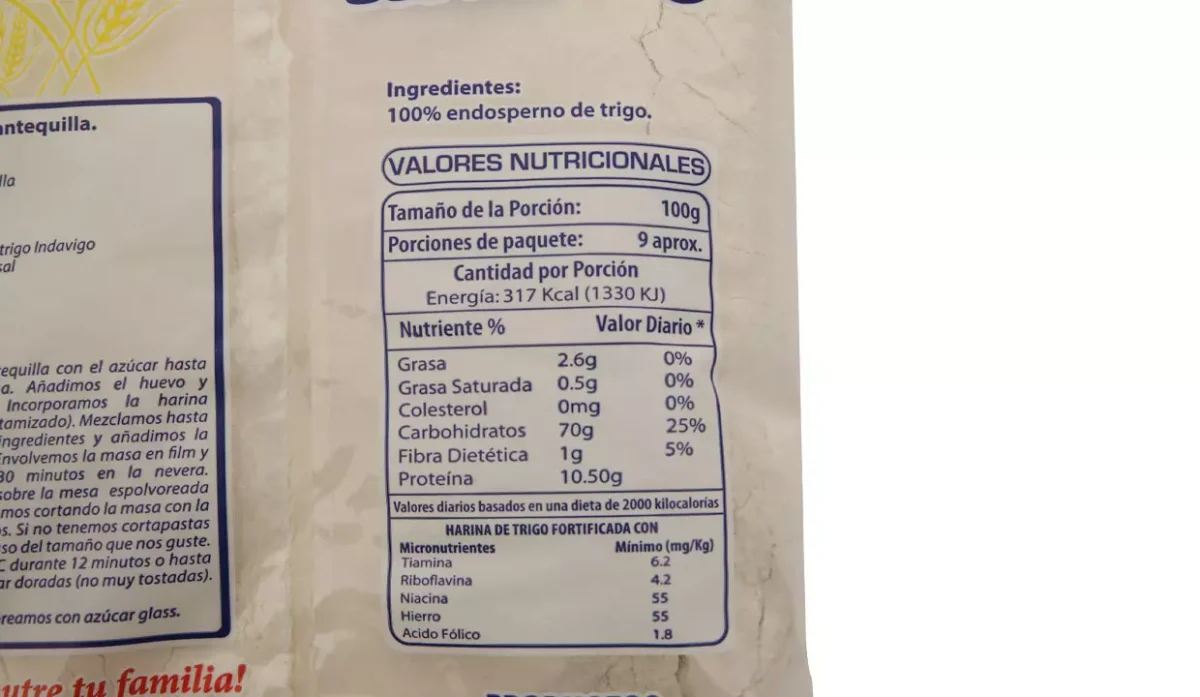 antequilla.
lla
trigo Indavigo
sal
equilla con el azúcar hasta
a. Añadimos el huevo y
Incorporamos la harina
tamizado). Mezclamos hasta
ingredientes y añadimos la
Envolvemos la masa en film y
30 minutos en la nevera.
sobre la mesa espolvoreada
mos cortando la masa con la
s. Si no tenemos cortapastas
so del tamaño que nos guste.
C durante 12 minutos o hasta
ar doradas (no muy tostadas).
reamos con azúcar glass.
utre tu familia!
Ingredientes:
100% endosperno de trigo.
VALORES NUTRICIONALES
Tamaño de la Porción: 100g
Porciones de paquete: 9 aprox.
Cantidad por Porción
Energía: 317 Kcal (1330 KJ)
Nutriente % Valor Diario *
Grasa 2.6g 0%
Grasa Saturada 0.5g 0%
Colesterol 0mg 0%
Carbohidratos 70g 25%
Fibra Dietética 1g 5%
Proteína 10.50g
Valores diarios basados en una dieta de 2000 kilocalorías
HARINA DE TRIGO FORTIFICADA CON
Micronutrientes Mínimo (mg/Kg)
Tiamina 6.2
Riboflavina 4.2
Niacina 55
Hierro 55
Acido Fólico 1.8